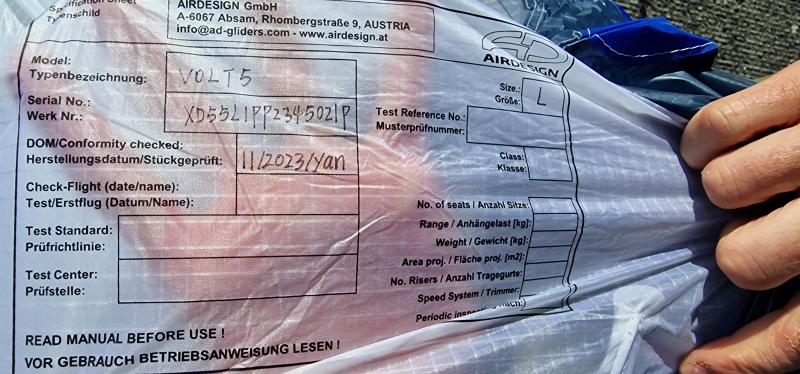 Specification Sheet
Typenschild
AIRDESIGN GmbH
A-6067 Absam, Rhombergstraße 9, AUSTRIA
info@ad-gliders.com - www.airdesign.at
AIRDESIGN
Model:
Typenbezeichnung:
VOLT5
Serial No.:
Werk Nr.:
XD55L1PP2345021P
DOM/Conformity checked:
Herstellungsdatum/Stückgeprüft:
11/2023/Yan
Check-Flight (date/name):
Test/Erstflug (Datum/Name):
Test Standard:
Prüfrichtlinie:
Test Center:
Prüfstelle:
READ MANUAL BEFORE USE !
VOR GEBRAUCH BETRIEBSANWEISUNG LESEN !
Size.:
Größe:
L
Test Reference No.:
Musterprüfnummer:
Class:
Klasse:
No. of seats / Anzahl Sitze:
Range / Anhängelast [kg]:
Weight / Gewicht [kg]:
Area proj. / Fläche proj. [m2]:
No. Risers / Anzahl Tragegurte:
Speed System / Trimmer:
Periodic
nach: